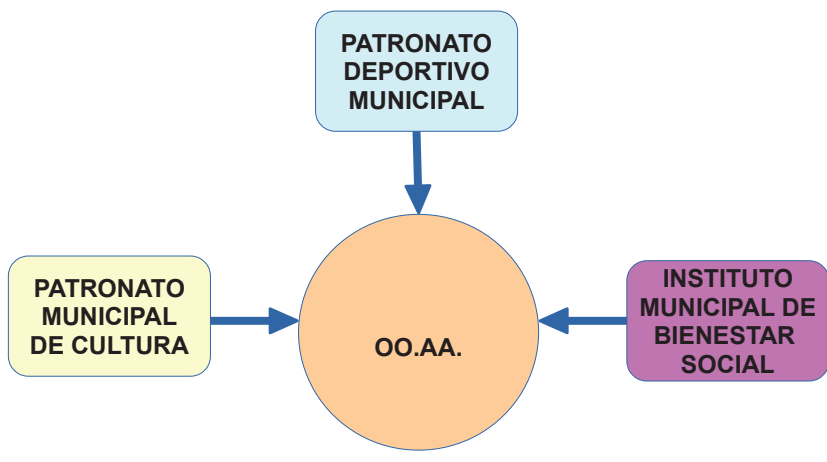 PATRONATO
DEPORTIVO
MUNICIPAL
PATRONATO
MUNICIPAL
DE CULTURA
OO.AA.
INSTITUTO
MUNICIPAL DE
BIENESTAR
SOCIAL